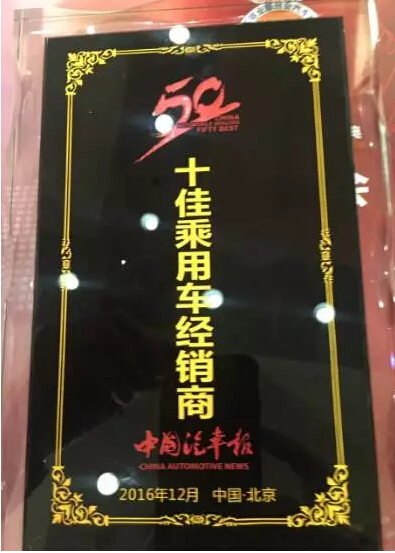 50
CHINA
FIFTY BEST
十佳乘用车经销商
中国汽车报
CHINA AUTOMOTIVE NEWS
2016年12月 中国-北京